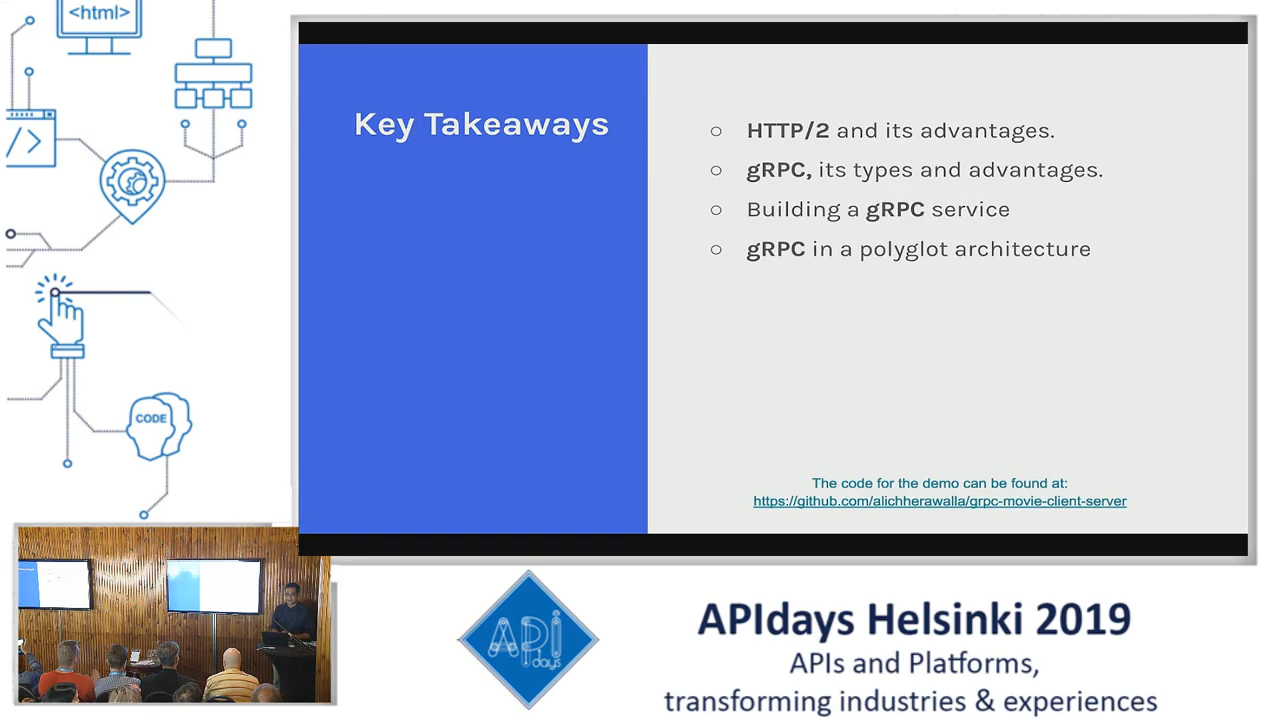 <html>
</>
CODE
Key Takeaways
○ HTTP/2 and its advantages.
○ gRPC, its types and advantages.
○ Building a gRPC service
○ gRPC in a polyglot architecture
The code for the demo can be found at:
https://github.com/alichherawalla/grpc-movie-client-server
API
days
APIdays Helsinki 2019
APIs and Platforms,
transforming industries & experiences